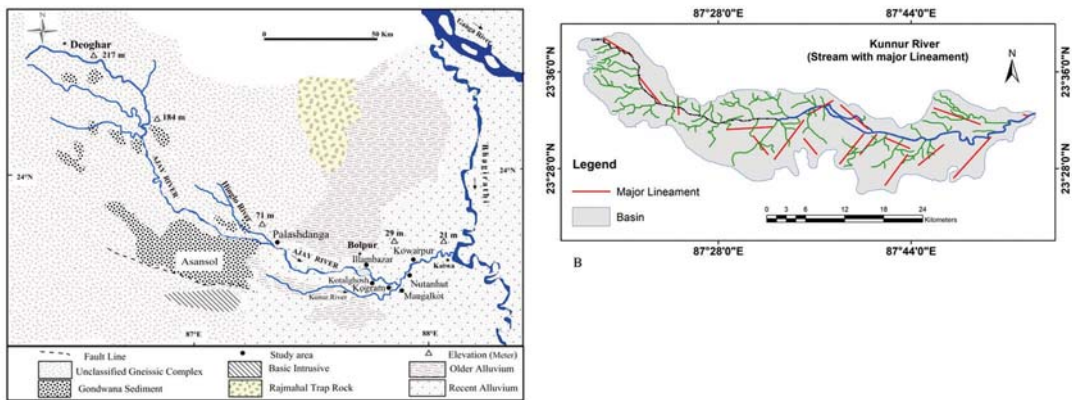 N
Deoghar
217 m
0 50 Km
Ganga River
184 m
24°N
24°N
AJAY RIVER
Hinglo River
Bhagirathi
71 m
Palashdanga
Asansol
AJAY RIVER
Bolpur
29 m
21 m
Illambazar
Kowarpur
Katwa
Kotalghosh
Kogram
Nutanhut
Mangalkot
Kunur River
87°E
88°E
Fault Line
Study area
Elevation (Meter)
Unclassified Gneissic Complex
Basic Intrusive
Older Alluvium
Gondwana Sediment
Rajmahal Trap Rock
Recent Alluvium
87°28'0"E
87°44'0"E
Kunnur River
(Stream with major Lineament)
N
23°36'0"N
23°36'0"N
23°28'0"N
23°28'0"N
Legend
Major Lineament
Basin
0 3 6 12 18 24
Kilometers
87°28'0"E
87°44'0"E
B